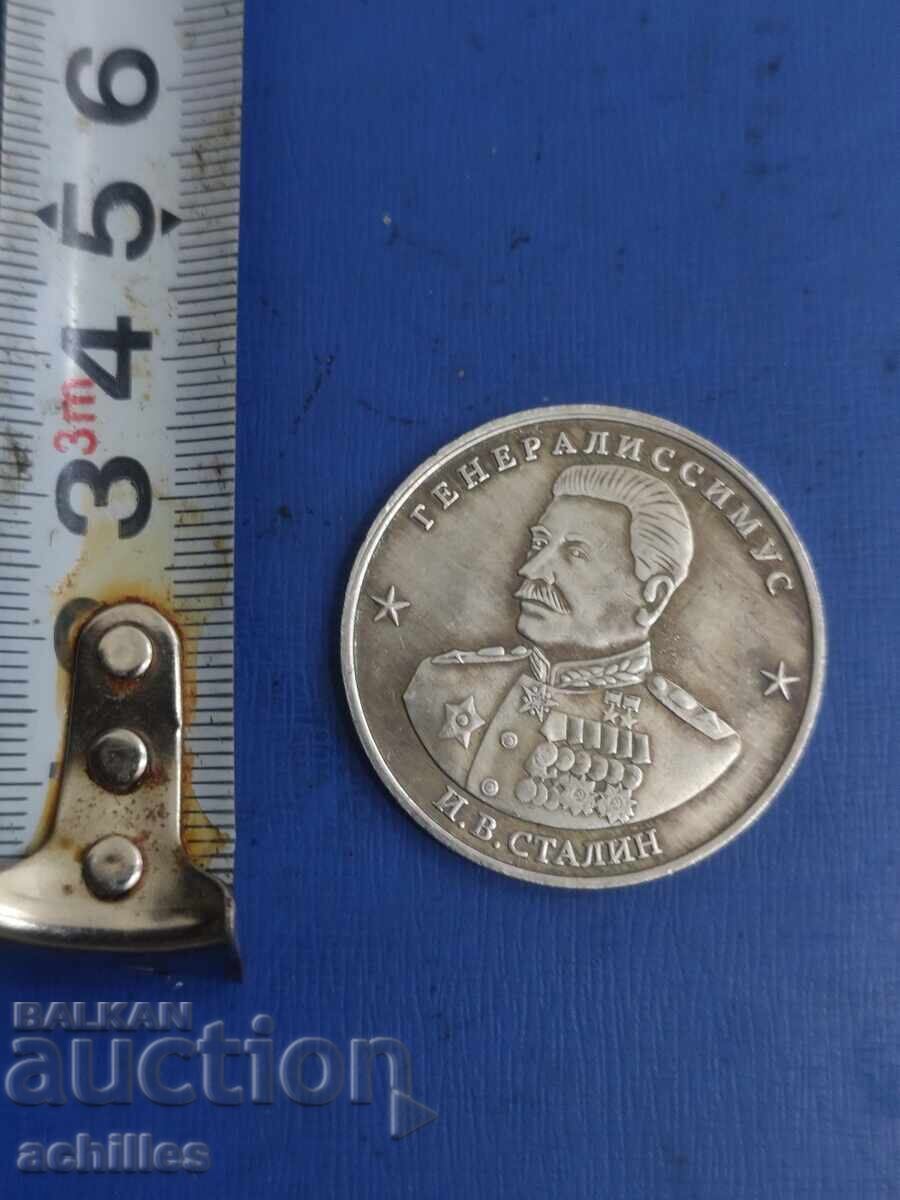 6
5
4
3m
3
ГЕНЕРАЛИССИМУС
И. В. СТАЛИН
BALKAN
auction
achilles